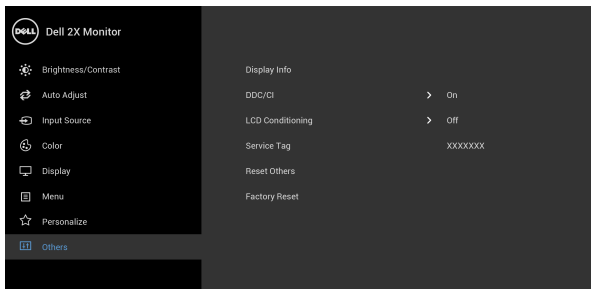 DELL Dell 2X Monitor
Brightness/Contrast
Auto Adjust
Input Source
Color
Display
Menu
Personalize
Others
Display Info
DDC/CI > On
LCD Conditioning > Off
Service Tag XXXXXXX
Reset Others
Factory Reset